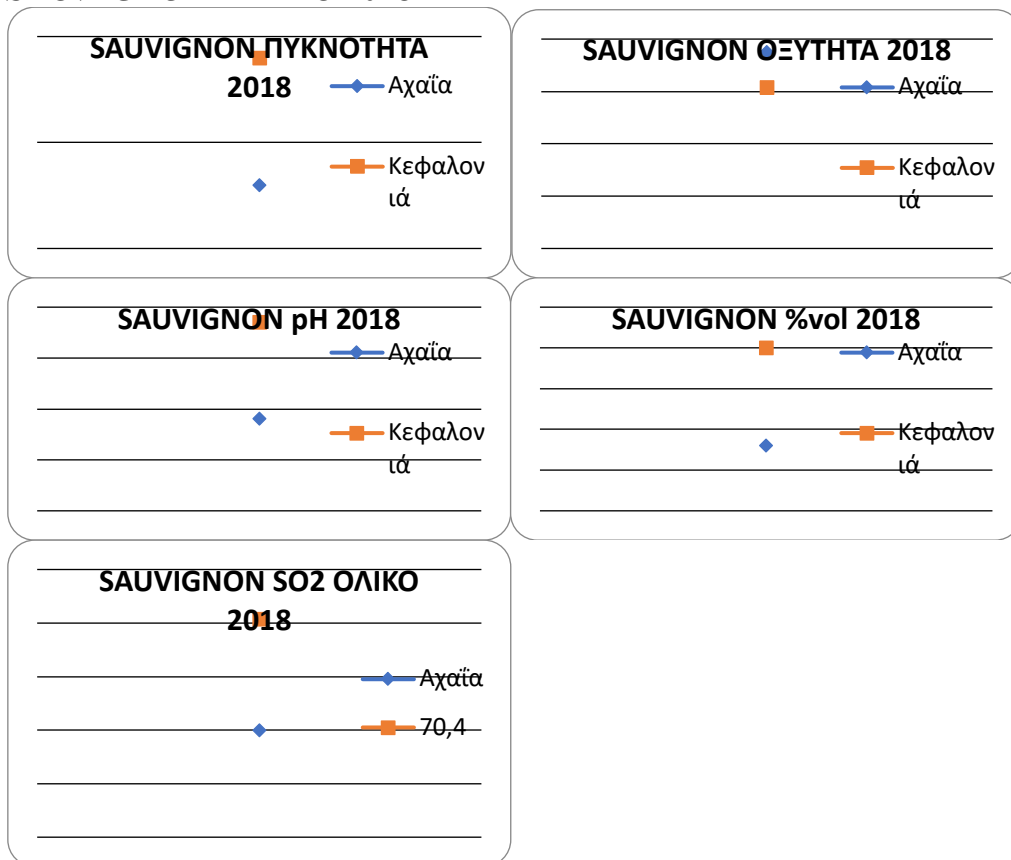 SAUVIGNON ΠΥΚΝΟΤΗΤΑ
2018
Αχαΐα
Κεφαλον
ιά
SAUVIGNON ΟΞΥΤΗΤΑ 2018
Αχαΐα
Κεφαλον
ιά
SAUVIGNON pH 2018
Αχαΐα
Κεφαλον
ιά
SAUVIGNON %vol 2018
Αχαΐα
Κεφαλον
ιά
SAUVIGNON SO2 ΟΛΙΚΟ
2018
Αχαΐα
70,4